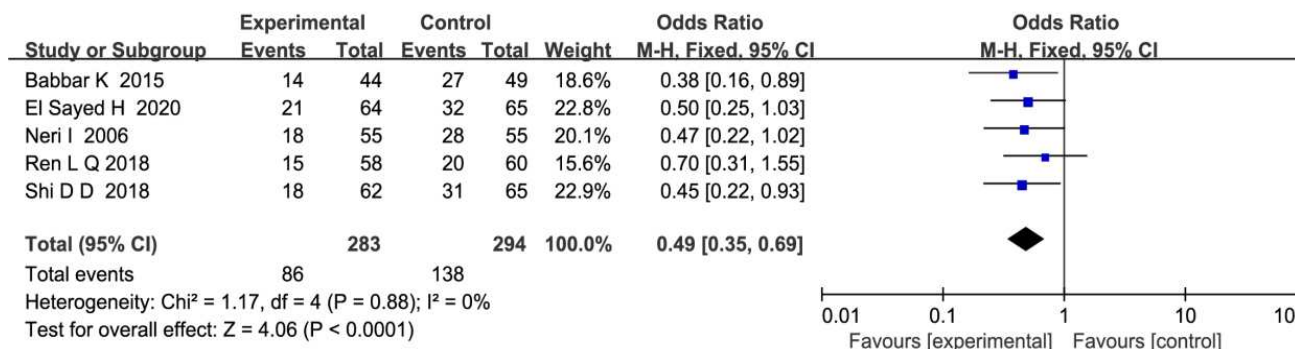 Experimental Control Odds Ratio Odds Ratio
Study or Subgroup Events Total Events Total Weight M-H, Fixed, 95% CI M-H, Fixed, 95% CI
Babbar K 2015 14 44 27 49 18.6% 0.38 [0.16, 0.89]
El Sayed H 2020 21 64 32 65 22.8% 0.50 [0.25, 1.03]
Neri I 2006 18 55 28 55 20.1% 0.47 [0.22, 1.02]
Ren L Q 2018 15 58 20 60 15.6% 0.70 [0.31, 1.55]
Shi D D 2018 18 62 31 65 22.9% 0.45 [0.22, 0.93]
Total (95% CI) 283 294 100.0% 0.49 [0.35, 0.69]
Total events 86 138
Heterogeneity: Chi² = 1.17, df = 4 (P = 0.88); I² = 0%
Test for overall effect: Z = 4.06 (P < 0.0001)
0.01 0.1 1 10 10
Favours [experimental] Favours [control]